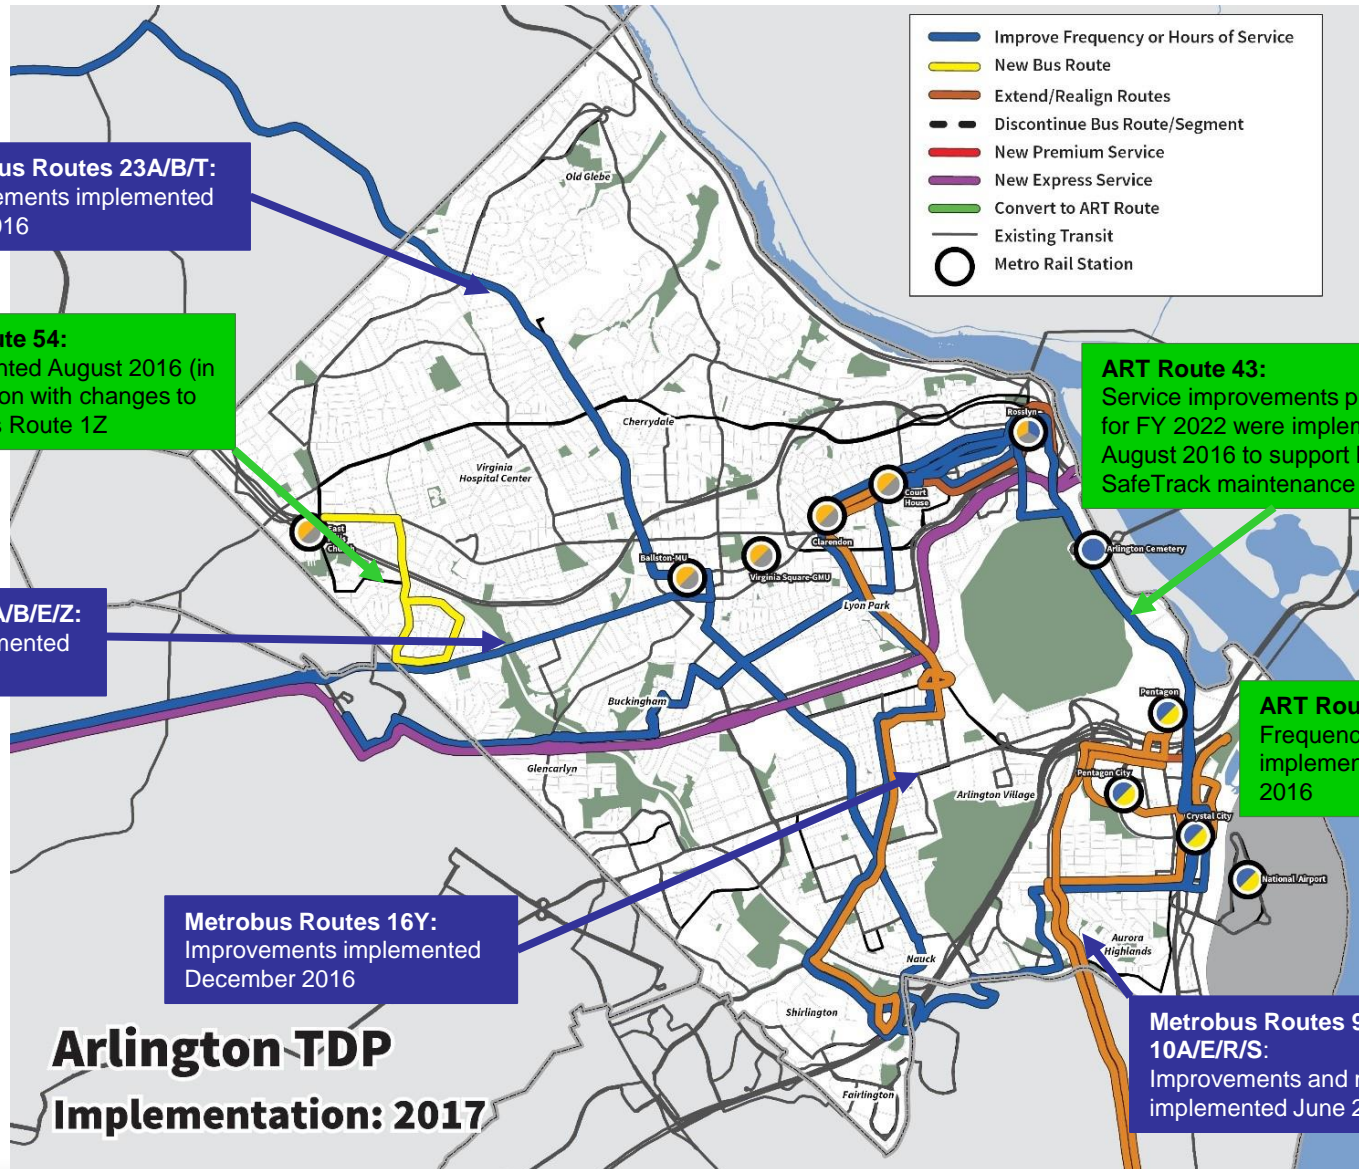 Improve Frequency or Hours of Service
New Bus Route
Extend/Realign Routes
Discontinue Bus Route/Segment
New Premium Service
New Express Service
Convert to ART Route
Existing Transit
Metro Rail Station
us Routes 23A/B/T:
ements implemented
016
Old Glebe
ute 54:
nted August 2016 (in
on with changes to
s Route 1Z
ART Route 43:
Service improvements p
for FY 2022 were implem
August 2016 to support
SafeTrack maintenance
Rosslyn
Cherrydale
Virginia
Hospital Center
Court
House
Clarendon
East
Church
Ballston-MU
Virginia Square-GMU
Arlington Cemetery
A/B/E/Z:
mented
Lyon Park
Buckingham
Pentagon
ART Rou
Frequenc
implemen
2016
Glencarlyn
Arlington Village
Pentagon City
Crystal City
National Airport
Metrobus Routes 16Y:
Improvements implemented
December 2016
Nauck
Aurora
Highlands
Shirlington
Metrobus Routes 9
10A/E/R/S:
Improvements and r
implemented June 2
Fairlington
Arlington TDP
Implementation: 2017